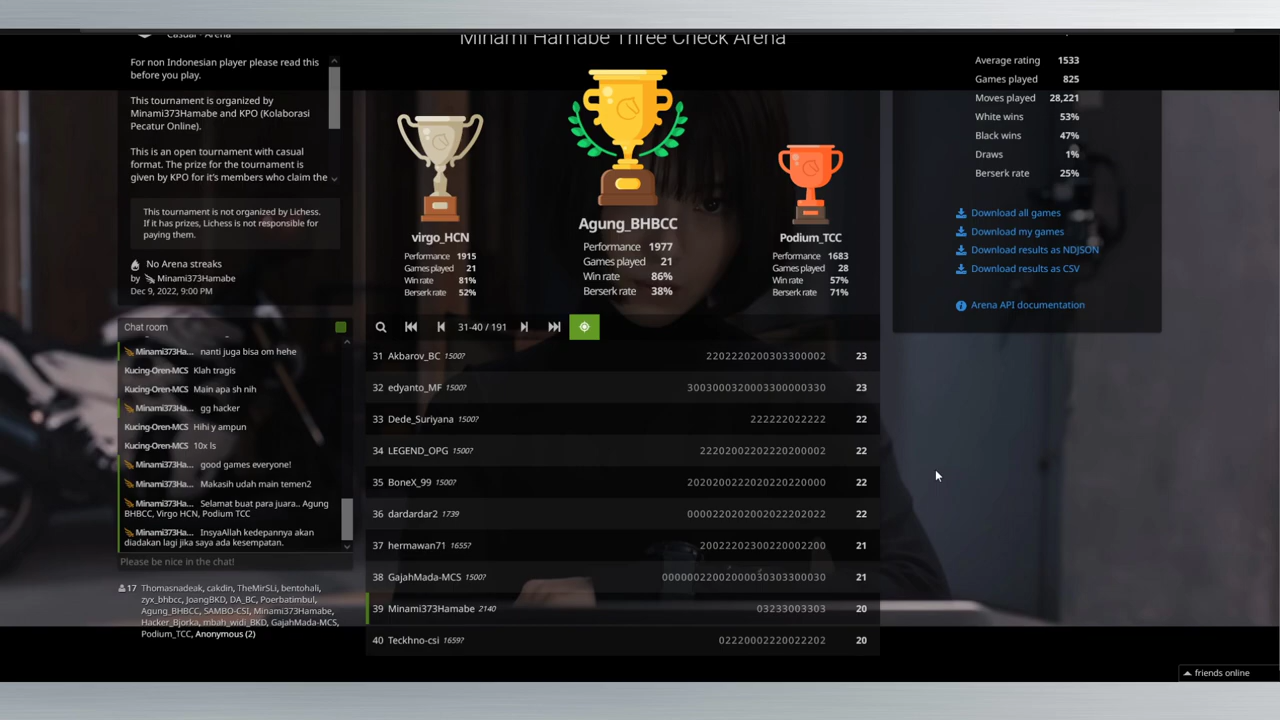 Casual · Arena
Minami Hamabe Three Check Arena
For non Indonesian player please read this
before you play.
This tournament is organized by
Minami373Hamabe and KPO (Kolaborasi
Pecatur Online).
This is an open tournament with casual
format. The prize for the tournament is
given by KPO for it's members who claim the
This tournament is not organized by Lichess.
If it has prizes, Lichess is not responsible for
paying them.
No Arena streaks
by Minami373Hamabe
Dec 9, 2022, 9:00 PM
virgo_HCN
Performance 1915
Games played 21
Win rate 81%
Berserk rate 52%
Agung_BHBCC
Performance 1977
Games played 21
Win rate 86%
Berserk rate 38%
Podium_TCC
Performance 1683
Games played 28
Win rate 57%
Berserk rate 71%
Average rating 1533
Games played 825
Moves played 28,221
White wins 53%
Black wins 47%
Draws 1%
Berserk rate 25%
Download all games
Download my games
Download results as NDJSON
Download results as CSV
Arena API documentation
Chat room
Minami373Ha... nanti juga bisa om hehe
Kucing-Oren-MCS Klah tragis
Kucing-Oren-MCS Main apa sh nih
Minami373Ha... gg hacker
Kucing-Oren-MCS Hihi y ampun
Kucing-Oren-MCS 10x ls
Minami373Ha... good games everyone!
Minami373Ha... Makasih udah main temen2
Minami373Ha... Selamat buat para juara.. Agung
BHBCC, Virgo HCN, Podium TCC
Minami373Ha... InsyaAllah kedepannya akan
diadakan lagi jika saya ada kesempatan.
Please be nice in the chat!
17 Thomasnadeak, cakdin, TheMirSLi, bentohali,
zyx_bhbcc, JoangBKD, DA_BC, Poerbatimbul,
Agung_BHBCC, SAMBO-CSI, Minami373Hamabe,
Hacker_Bjorka, mbah_widi_BKD, GajahMada-MCS,
Podium_TCC, Anonymous (2)
31-40 / 191
31 Akbarov_BC 1500? 2202220200303300002 23
32 edyanto_MF 1500? 3003000320003300000330 23
33 Dede_Suriyana 1500? 222222022222 22
34 LEGEND_OPG 1500? 22202002220220200002 22
35 BoneX_99 1500? 2020202000222020002 22
36 dardardar2 1739 0000220202002022202022 22
37 hermawan71 1655? 20022202300220002200 21
38 GajahMada-MCS 1500? 00000022002000030303300030 21
39 Minami373Hamabe 2140 03233003303 20
40 Teckhno-csi 1659? 02220002220022202 20
friends online